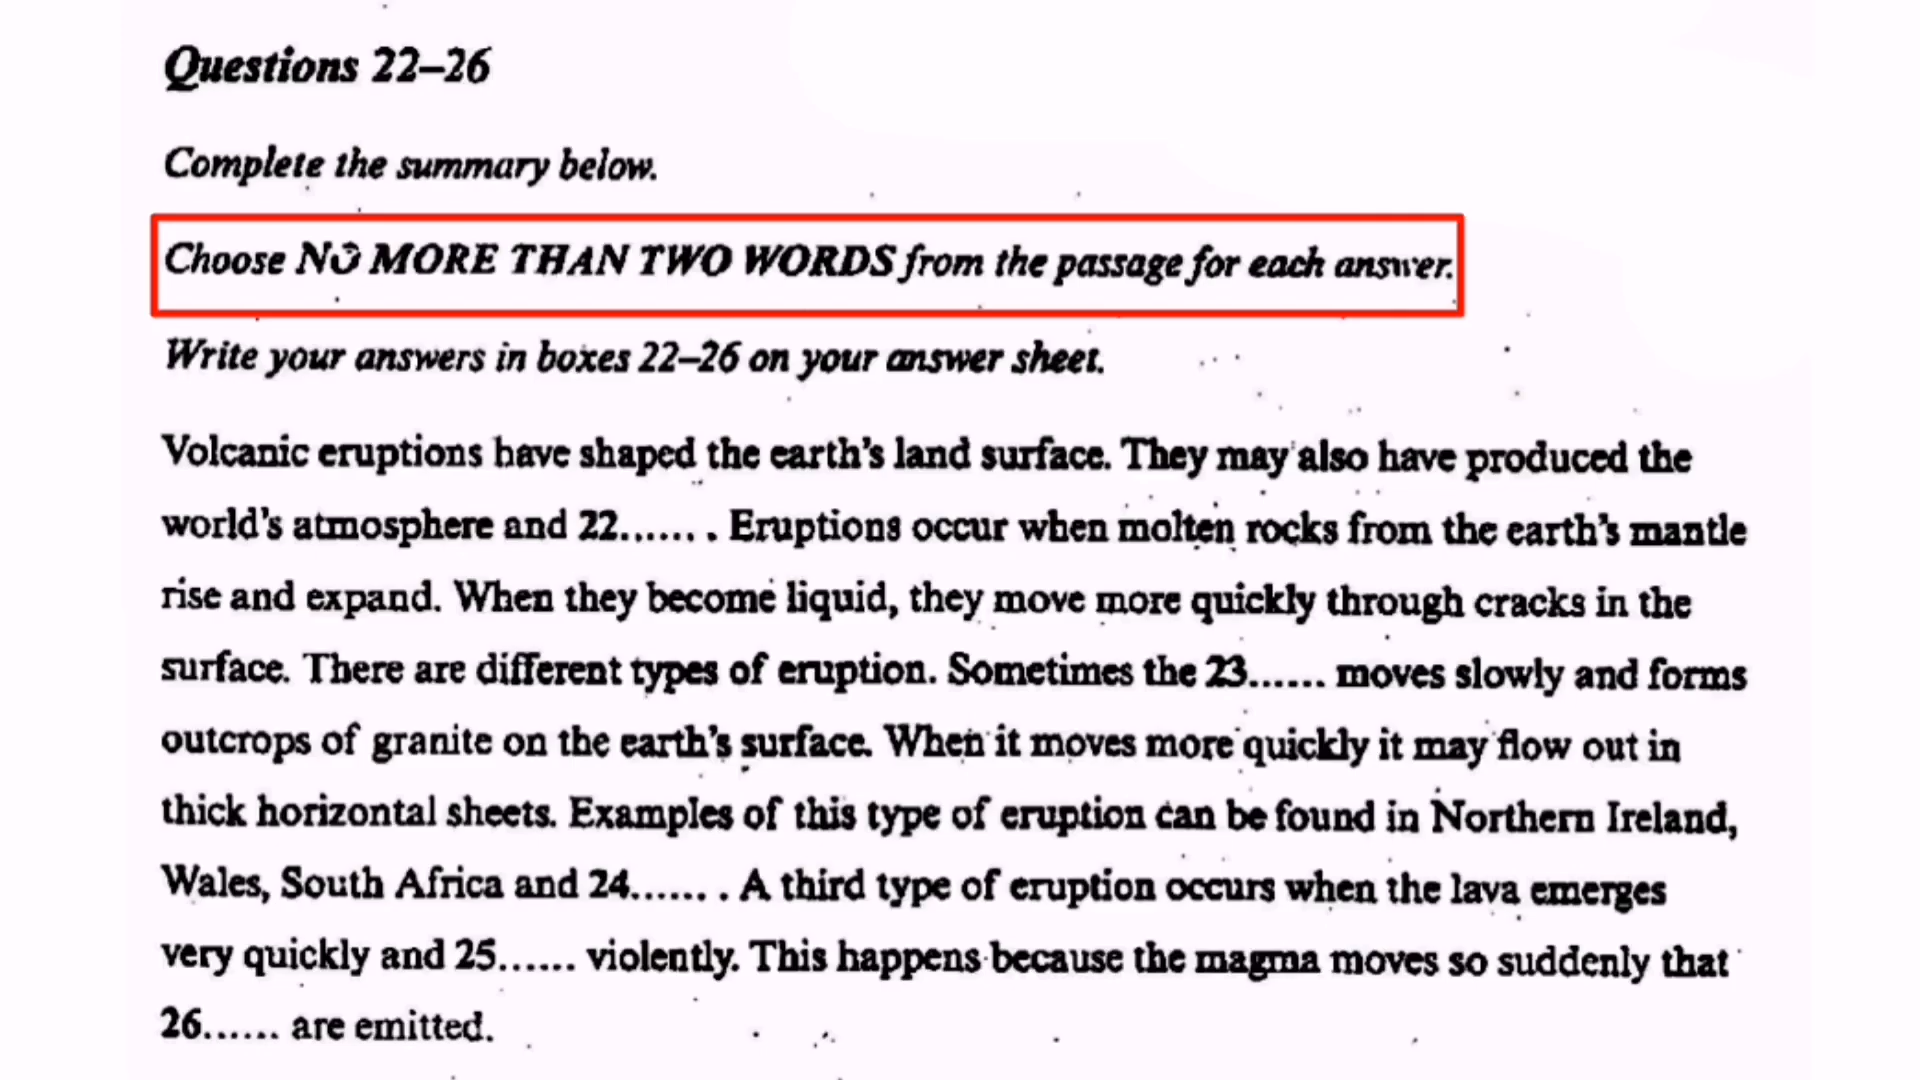 Questions 22–26
Complete the summary below.
Choose NO MORE THAN TWO WORDS from the passage for each answer.
Write your answers in boxes 22–26 on your answer sheet.
Volcanic eruptions have shaped the earth's land surface. They may also have produced the
world's atmosphere and 22...... . Eruptions occur when molten rocks from the earth's mantle
rise and expand. When they become liquid, they move more quickly through cracks in the
surface. There are different types of eruption. Sometimes the 23...... moves slowly and forms
outcrops of granite on the earth's surface. When it moves more quickly it may flow out in
thick horizontal sheets. Examples of this type of eruption can be found in Northern Ireland,
Wales, South Africa and 24...... . A third type of eruption occurs when the lava emerges
very quickly and 25...... violently. This happens because the magma moves so suddenly that
26...... are emitted.